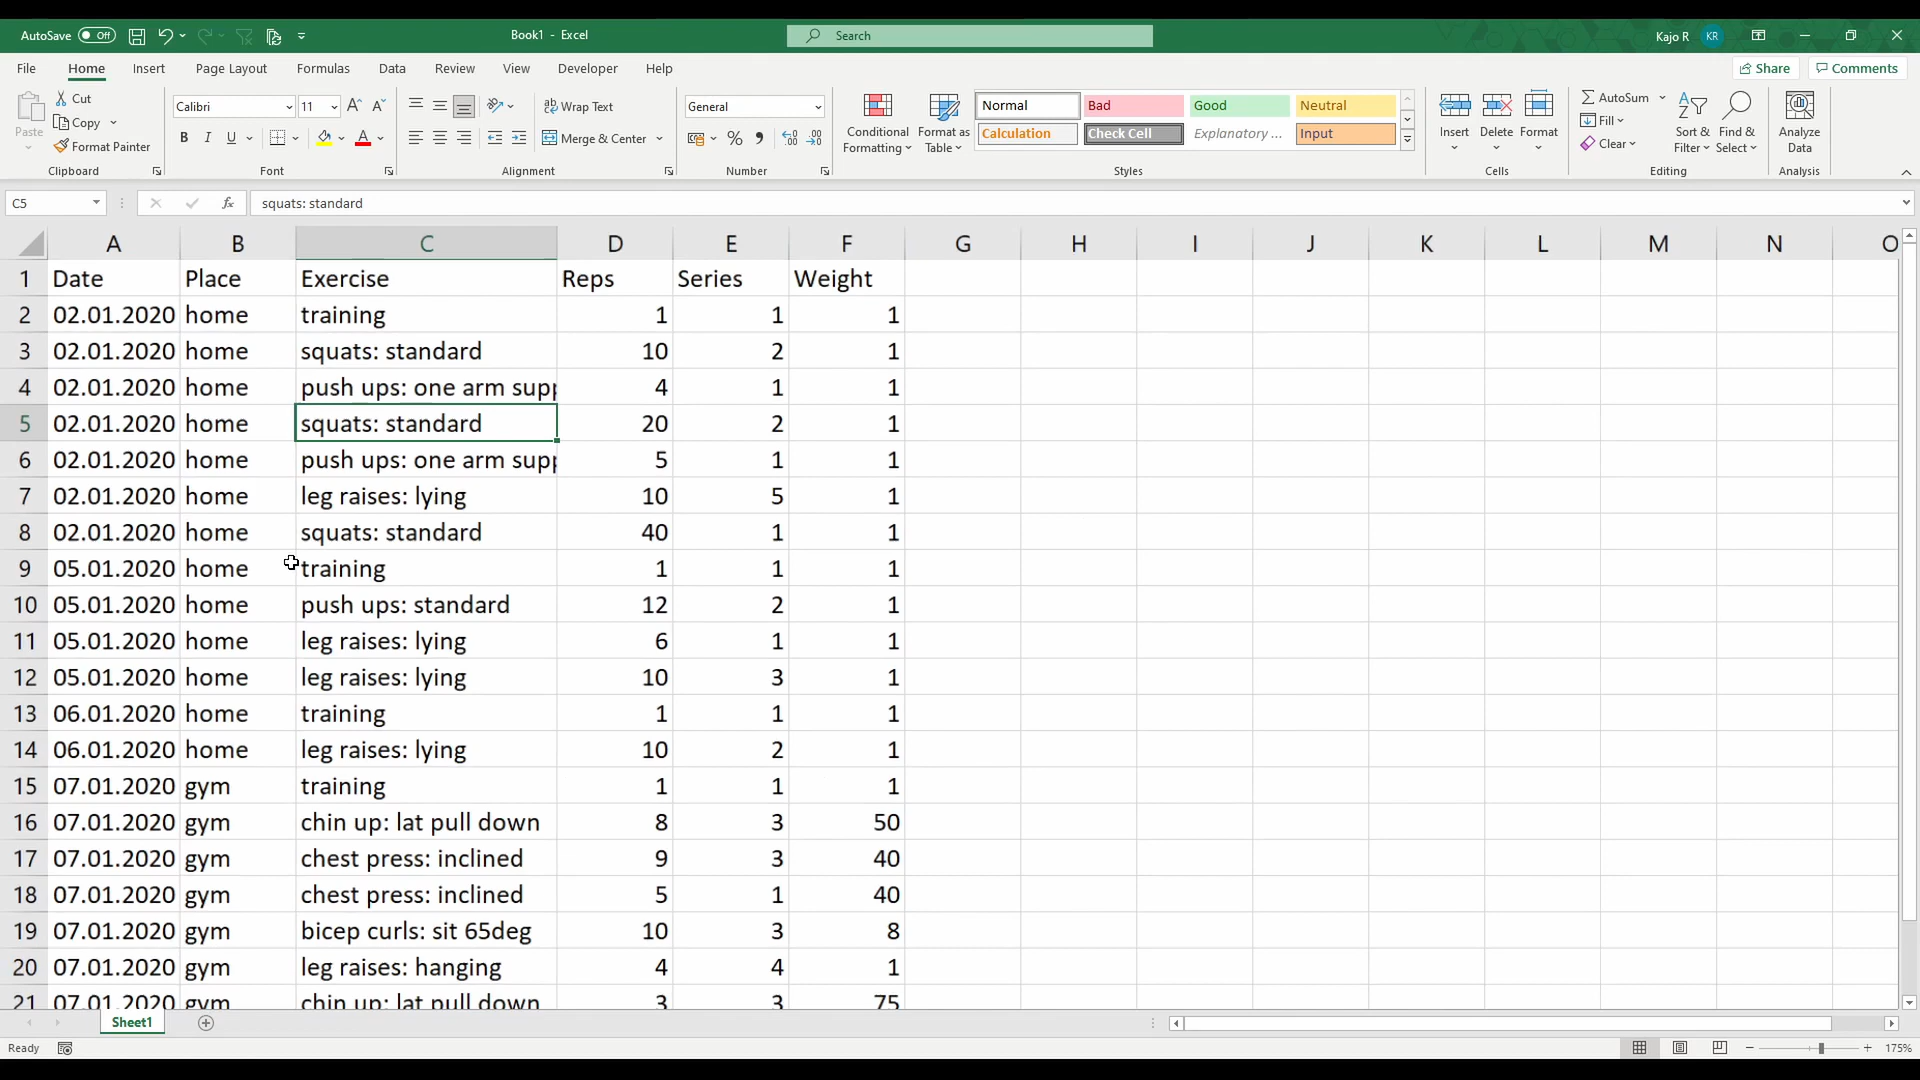 AutoSave Off Book1 - Excel Search Kajo R KR
File Home Insert Page Layout Formulas Data Review View Developer Help Share Comments
Paste Cut Copy Format Painter Clipboard
Calibri 11 A A B I U A Font
ab Wrap Text Merge & Center Alignment
General % Number
Conditional Formatting Format as Table
Normal Bad Good Neutral
Calculation Check Cell Explanatory ... Input
Styles
Insert Delete Format Cells
AutoSum Fill Clear Sort & Filter Find & Select Editing
Analyze Data Analysis
C5 fx squats: standard
A B C D E F G H I J K L M N O
1 Date Place Exercise Reps Series Weight
2 02.01.2020 home training 1 1 1
3 02.01.2020 home squats: standard 10 2 1
4 02.01.2020 home push ups: one arm supp 4 1 1
5 02.01.2020 home squats: standard 20 2 1
6 02.01.2020 home push ups: one arm supp 5 1 1
7 02.01.2020 home leg raises: lying 10 5 1
8 02.01.2020 home squats: standard 40 1 1
9 05.01.2020 home training 1 1 1
10 05.01.2020 home push ups: standard 12 2 1
11 05.01.2020 home leg raises: lying 6 1 1
12 05.01.2020 home leg raises: lying 10 3 1
13 06.01.2020 home training 1 1 1
14 06.01.2020 home leg raises: lying 10 2 1
15 07.01.2020 gym training 1 1 1
16 07.01.2020 gym chin up: lat pull down 8 3 50
17 07.01.2020 gym chest press: inclined 9 3 40
18 07.01.2020 gym chest press: inclined 5 1 40
19 07.01.2020 gym bicep curls: sit 65deg 10 3 8
20 07.01.2020 gym leg raises: hanging 4 4 1
21 07.01.2020 gym chin up: lat pull down 3 3 75
Sheet1
Ready 175%